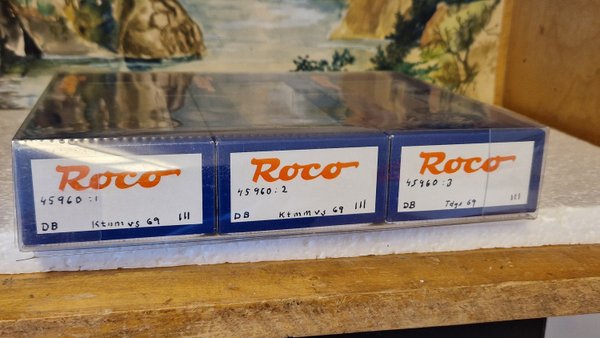 Roco
45960:1
DB Ktmmvs 69 III
Roco
45960:2
DB Ktmmvs 69 III
Roco
45960:3
DB Tdgs 69 III